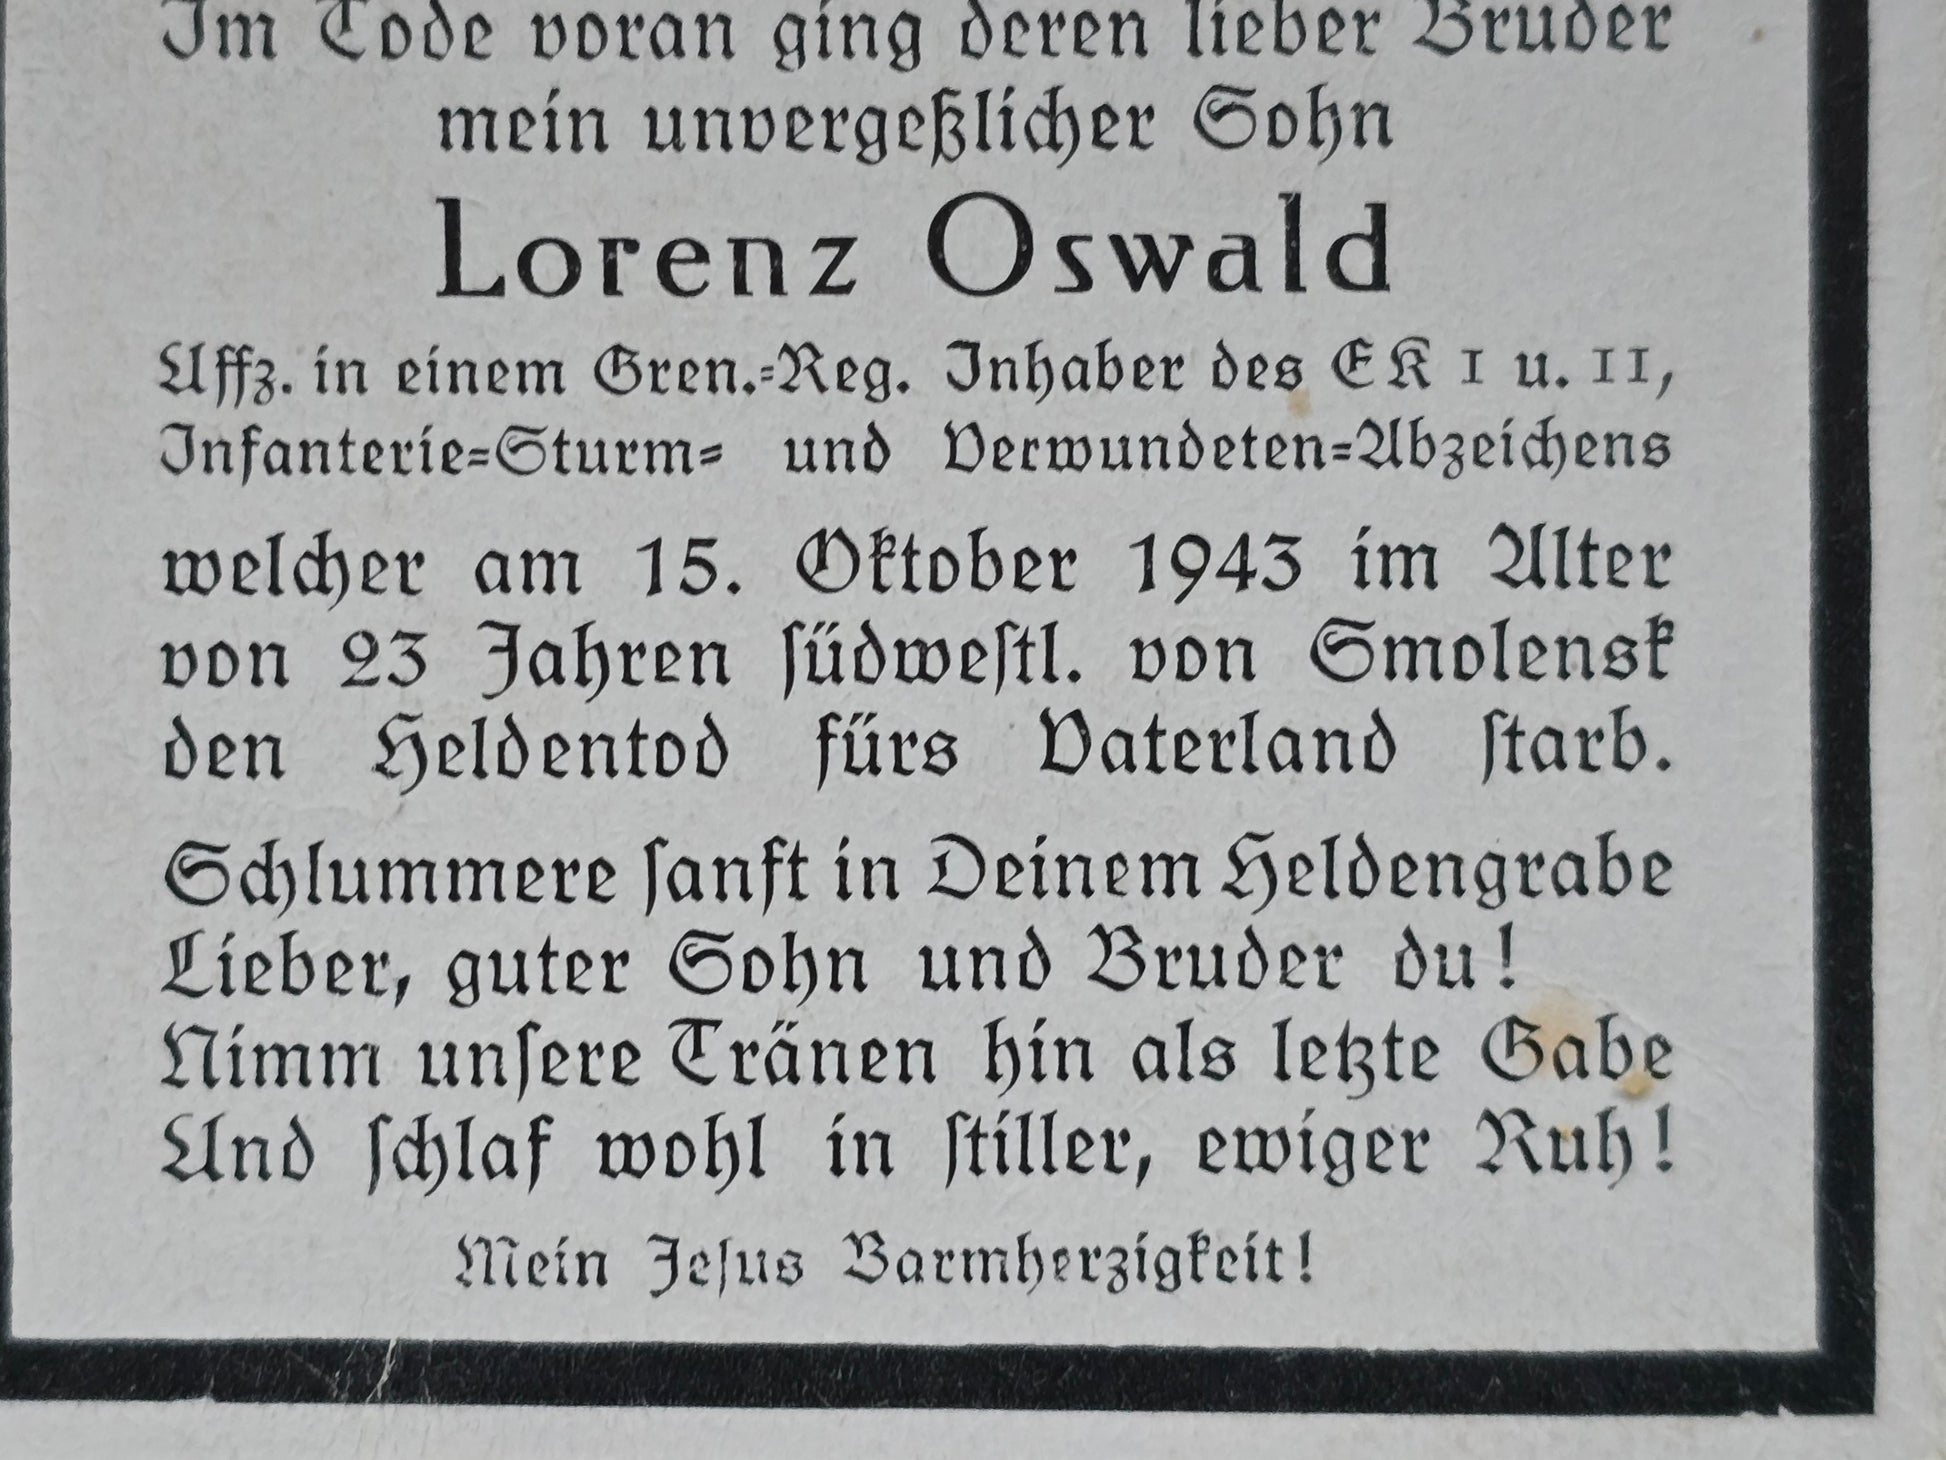 Im Tode voran ging deren lieber Bruder
mein unvergeßlicher Sohn
Lorenz Oswald
Uffz. in einem Gren.=Reg. Inhaber des EK I u. II,
Infanterie=Sturm= und Verwundeten=Abzeichens
welcher am 15. Oktober 1943 im Alter
von 23 Jahren ſüdweſtl. von Smolensk
den Heldentod fürs Vaterland ſtarb.
Schlummere ſanft in Deinem Heldengrabe
Lieber, guter Sohn und Bruder du!
Nimm unſere Tränen hin als letzte Gabe
Und ſchlaf wohl in ſtiller, ewiger Ruh!
Mein Jeſus Barmherzigkeit!